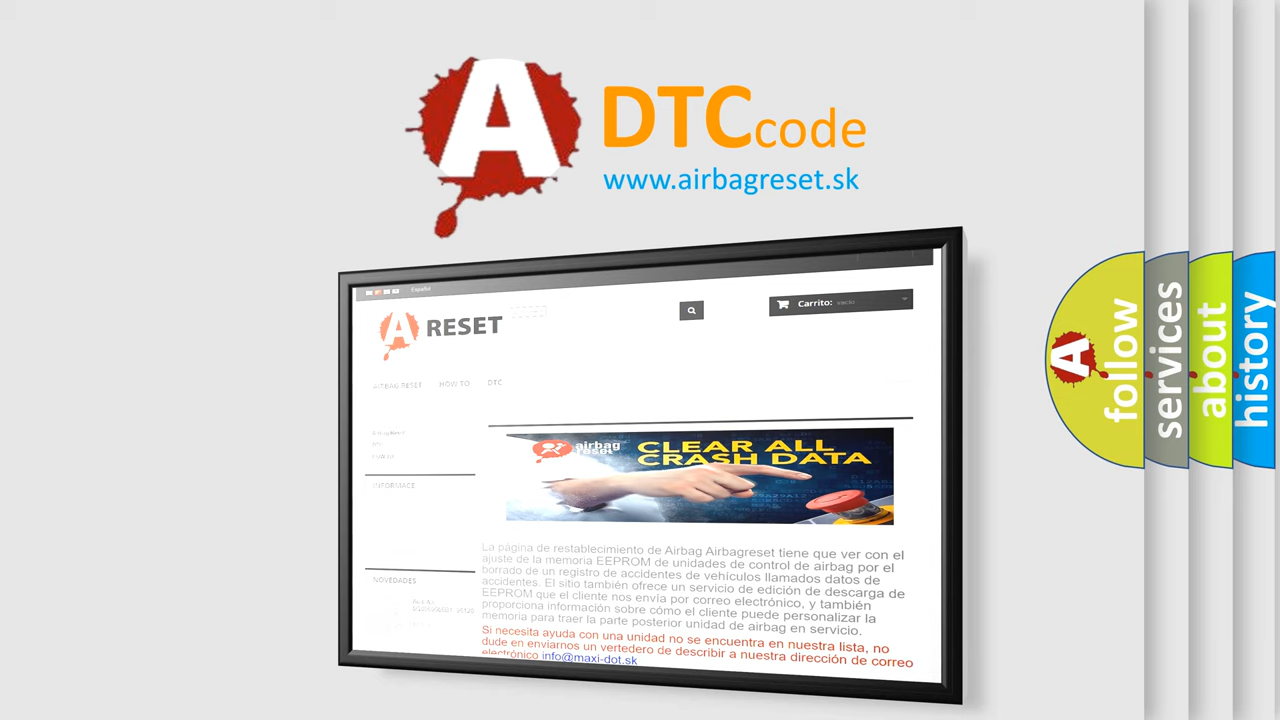 A
DTCcode
www.airbagreset.sk
Español
A RESET
Carrito: vacío
AIRBAG RESET HOW TO DTC
INFORMACE
NOVEDADES
airbag
reset
CLEAR ALL
CRASH DATA
La página de restablecimiento de Airbag Airbagreset tiene que ver con el
ajuste de la memoria EEPROM de unidades de control de airbag por el
borrado de un registro de accidentes de vehículos llamados datos de
accidentes. El sitio también ofrece un servicio de edición de descarga de
EEPROM que el cliente nos envía por correo electrónico, y también
proporciona información sobre cómo el cliente puede personalizar la
memoria para traer la parte posterior unidad de airbag en servicio.
Si necesita ayuda con una unidad no se encuentra en nuestra lista, no
dude en enviarnos un vertedero de describir a nuestra dirección de correo
electrónico info@maxi-dot.sk
A
follow
services
about
history